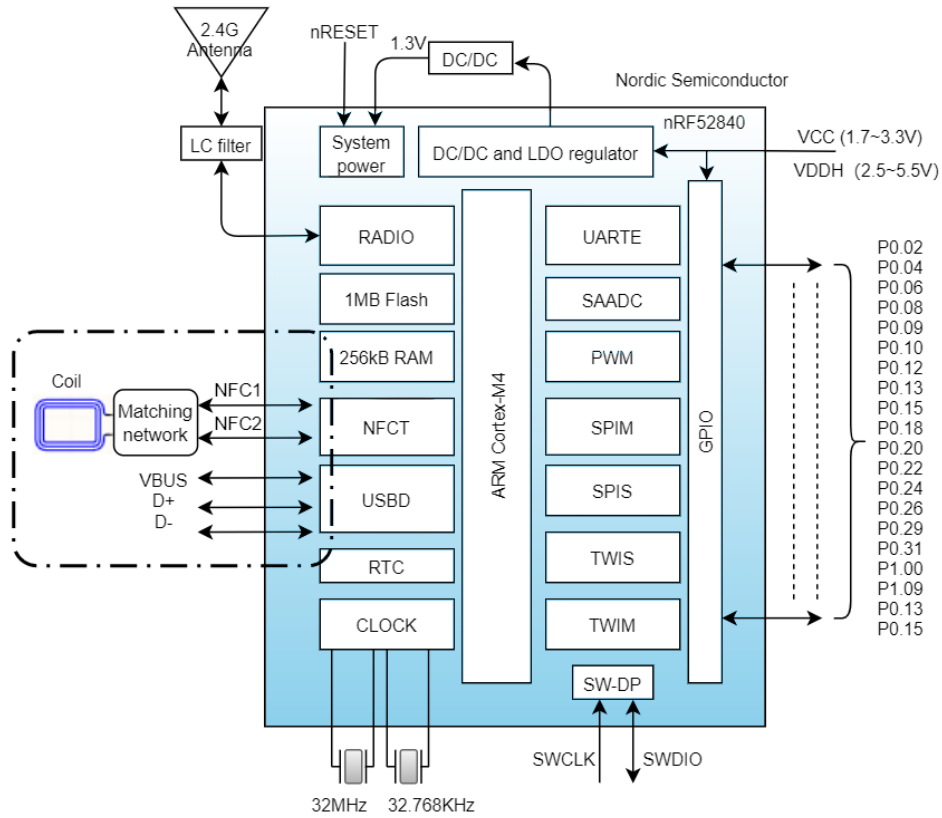 2.4G
Antenna
nRESET
1.3V
DC/DC
Nordic Semiconductor
nRF52840
LC filter
System
power
DC/DC and LDO regulator
VCC (1.7~3.3V)
VDDH (2.5~5.5V)
RADIO
1MB Flash
256kB RAM
NFCT
USBD
RTC
CLOCK
ARM Cortex-M4
UARTE
SAADC
PWM
SPIM
SPIS
TWIS
TWIM
SW-DP
GPIO
Coil
Matching
network
NFC1
NFC2
VBUS
D+
D-
P0.02
P0.04
P0.06
P0.08
P0.09
P0.10
P0.12
P0.13
P0.15
P0.18
P0.20
P0.22
P0.24
P0.26
P0.29
P0.31
P1.00
P1.09
P0.13
P0.15
SWCLK
SWDIO
32MHz
32.768KHz